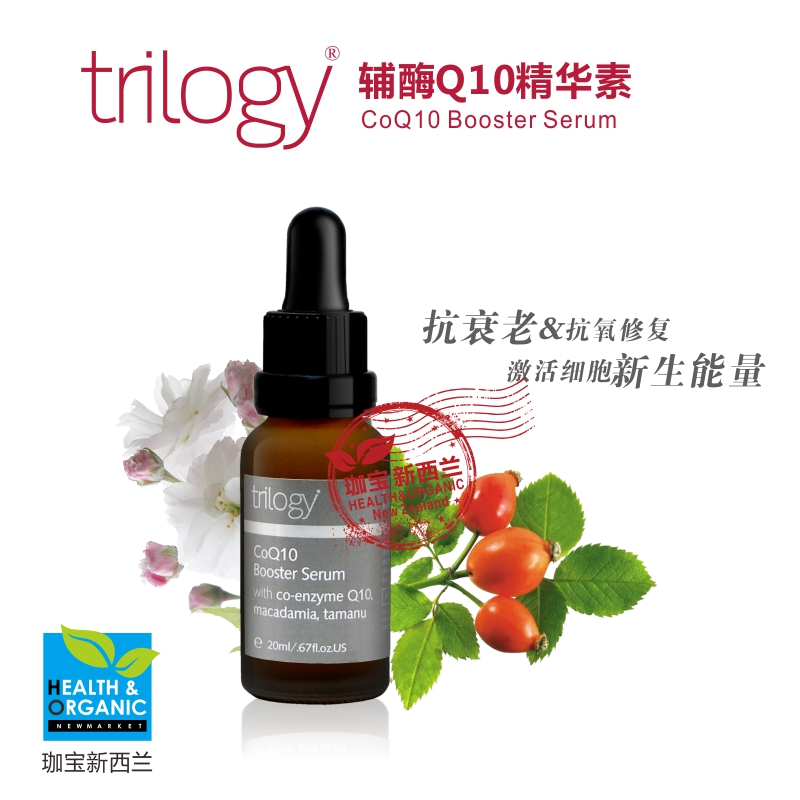 trilogy®
辅酶Q10精华素
CoQ10 Booster Serum
抗衰老&抗氧修复
激活细胞新生能量
珈宝新西兰
HEALTH&ORGANIC
New Zealand
trilogy
CoQ10
Booster Serum
with co-enzyme Q10,
macadamia, tamanu
e 20ml/.67fl.oz.US
HEALTH &
ORGANIC
NEWMARKET
珈宝新西兰